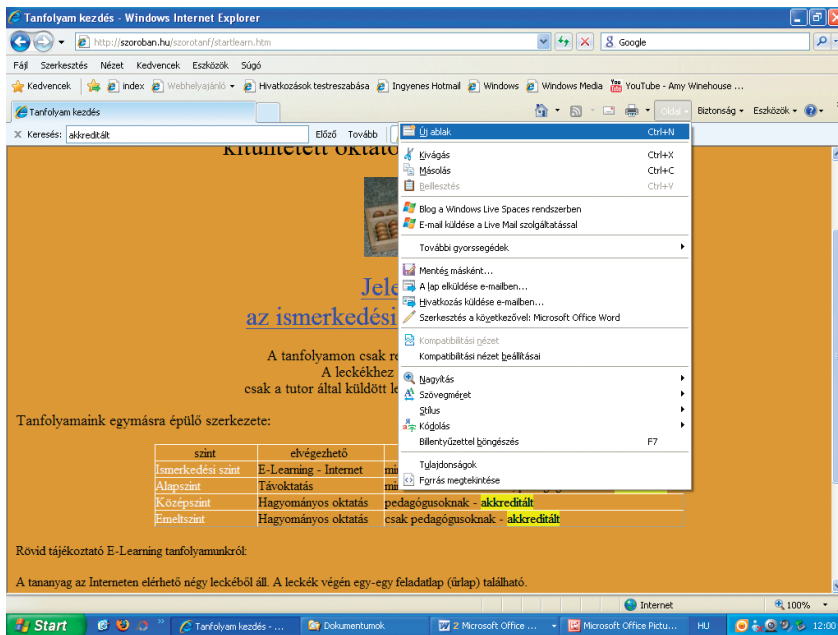 Tanfolyam kezdés - Windows Internet Explorer
http://szoroban.hu/szorotanf/startlearn.htm
Google
Fájl Szerkesztés Nézet Kedvencek Eszközök Súgó
Kedvencek index Webhelyajánló Hivatkozások testreszabása Ingyenes Hotmail Windows Windows Media YouTube - Amy Winehouse ...
Tanfolyam kezdés
Oldal Biztonság Eszközök
Keresés: akkreditált Előző Tovább
Új ablak Ctrl+N
Kivágás Ctrl+X
Másolás Ctrl+C
Beillesztés Ctrl+V
Blog a Windows Live Spaces rendszerben
E-mail küldése a Live Mail szolgáltatással
További gyorssegédek
Mentés másként...
A lap elküldése e-mailben...
Hivatkozás küldése e-mailben...
Szerkesztés a következővel: Microsoft Office Word
Kompatibilitási nézet
Kompatibilitási nézet beállításai
Nagyítás
Szövegméret
Stílus
Kódolás
Billentyűzettel böngészés F7
Tulajdonságok
Forrás megtekintése
kitüntetett
Jele
az ismerkedési
A tanfolyamon csak
A leckékhez
csak a tutor által küldött
Tanfolyamaink egymásra épülő szerkezete:
szint elvégezhető
Ismerkedési szint E-Learning - Internet
Alapszint Távoktatás
Középszint Hagyományos oktatás pedagógusoknak - akkreditált
Emeltszint Hagyományos oktatás csak pedagógusoknak - akkreditált
Rövid tájékoztató E-Learning tanfolyamunkról:
A tananyag az Interneten elérhető négy leckéből áll. A leckék végén egy-egy feladatlap (űrlap) található.
Internet 100%
Start Tanfolyam kezdés - ... Dokumentumok 2 Microsoft Office ... Microsoft Office Pictu... HU 12:00